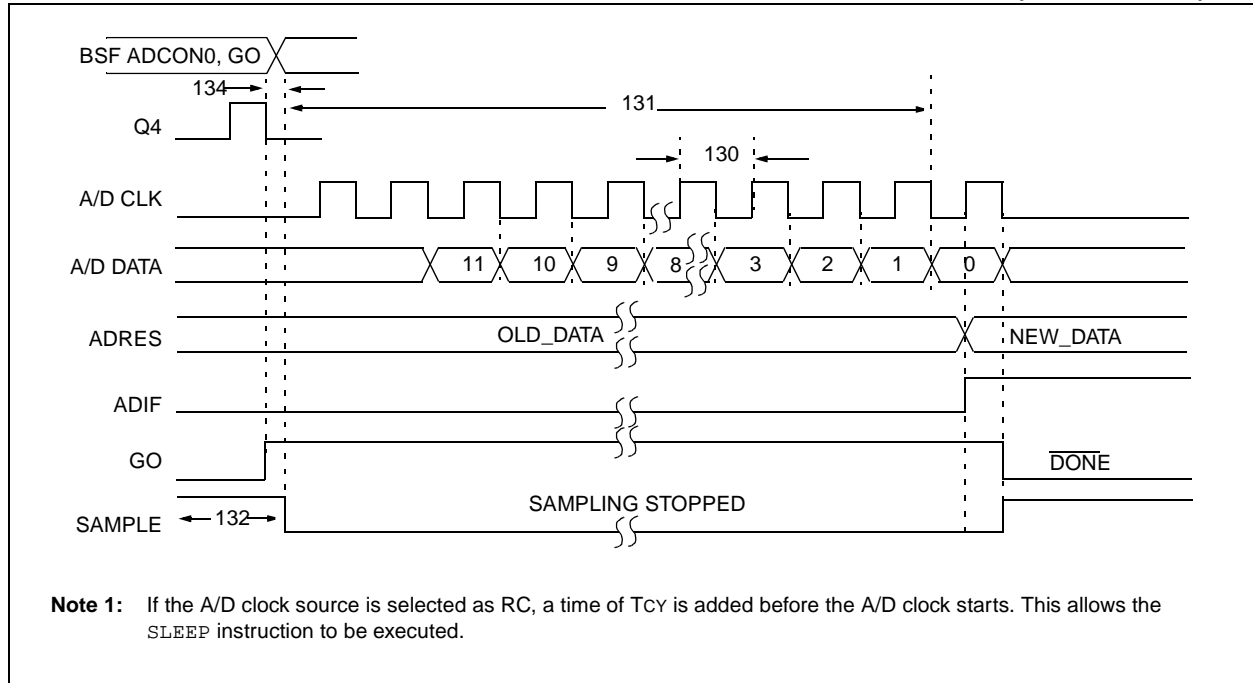 BSF ADCON0, GO
134
131
Q4
130
A/D CLK
A/D DATA 11 10 9 8 3 2 1 0
ADRES OLD_DATA NEW_DATA
ADIF
GO DONE
SAMPLE 132 SAMPLING STOPPED
Note 1: If the A/D clock source is selected as RC, a time of TCY is added before the A/D clock starts. This allows the
SLEEP instruction to be executed.